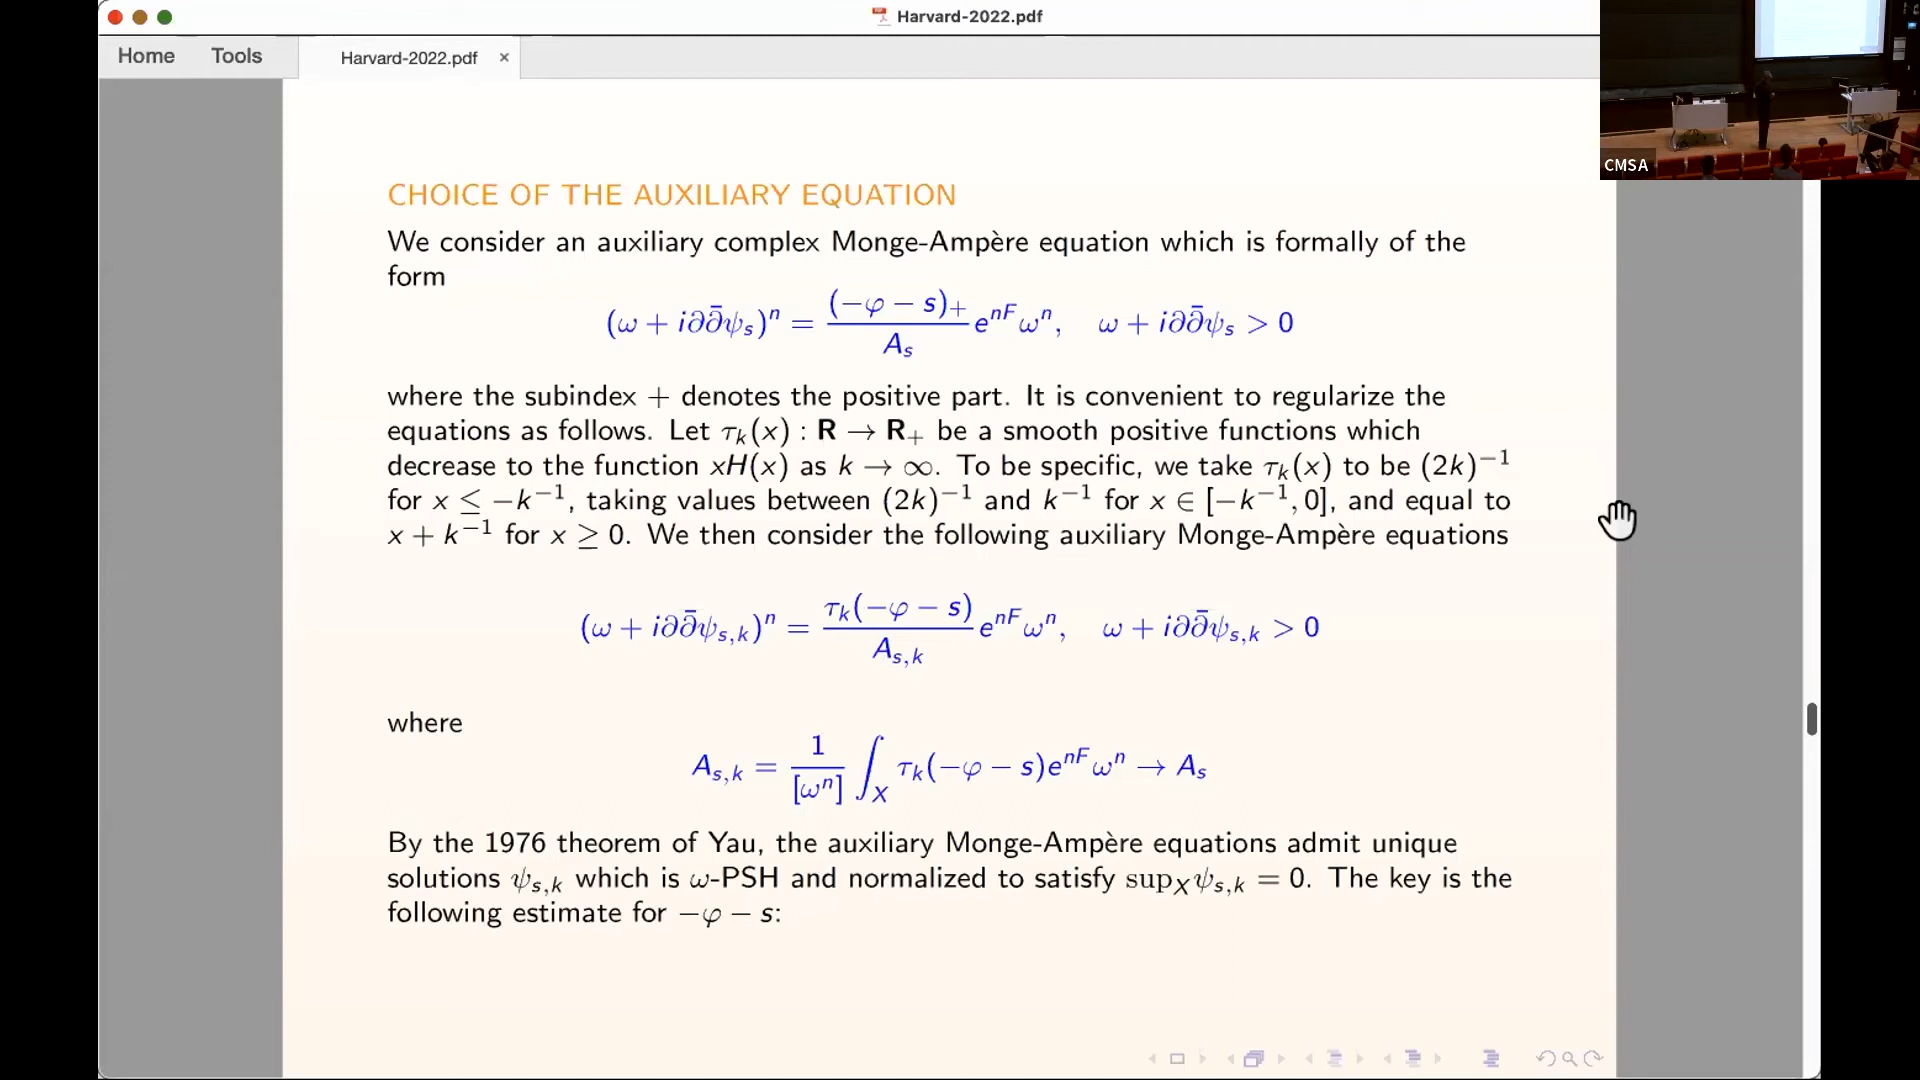 Harvard-2022.pdf
Home Tools Harvard-2022.pdf ×
CMSA
CHOICE OF THE AUXILIARY EQUATION
We consider an auxiliary complex Monge-Ampère equation which is formally of the
form
(ω + i∂∂̄ψ_s)^n = \frac{(−φ − s)_+}{A_s} e^{nF} ω^n, ω + i∂∂̄ψ_s > 0
where the subindex + denotes the positive part. It is convenient to regularize the
equations as follows. Let τ_k(x) : R → R_+ be a smooth positive functions which
decrease to the function xH(x) as k → ∞. To be specific, we take τ_k(x) to be (2k)^{−1}
for x ≤ −k^{−1}, taking values between (2k)^{−1} and k^{−1} for x ∈ [−k^{−1}, 0], and equal to
x + k^{−1} for x ≥ 0. We then consider the following auxiliary Monge-Ampère equations
(ω + i∂∂̄ψ_{s,k})^n = \frac{τ_k(−φ − s)}{A_{s,k}} e^{nF} ω^n, ω + i∂∂̄ψ_{s,k} > 0
where
A_{s,k} = \frac{1}{[ω^n]} ∫_X τ_k(−φ − s)e^{nF} ω^n → A_s
By the 1976 theorem of Yau, the auxiliary Monge-Ampère equations admit unique
solutions ψ_{s,k} which is ω-PSH and normalized to satisfy sup_X ψ_{s,k} = 0. The key is the
following estimate for −φ − s: